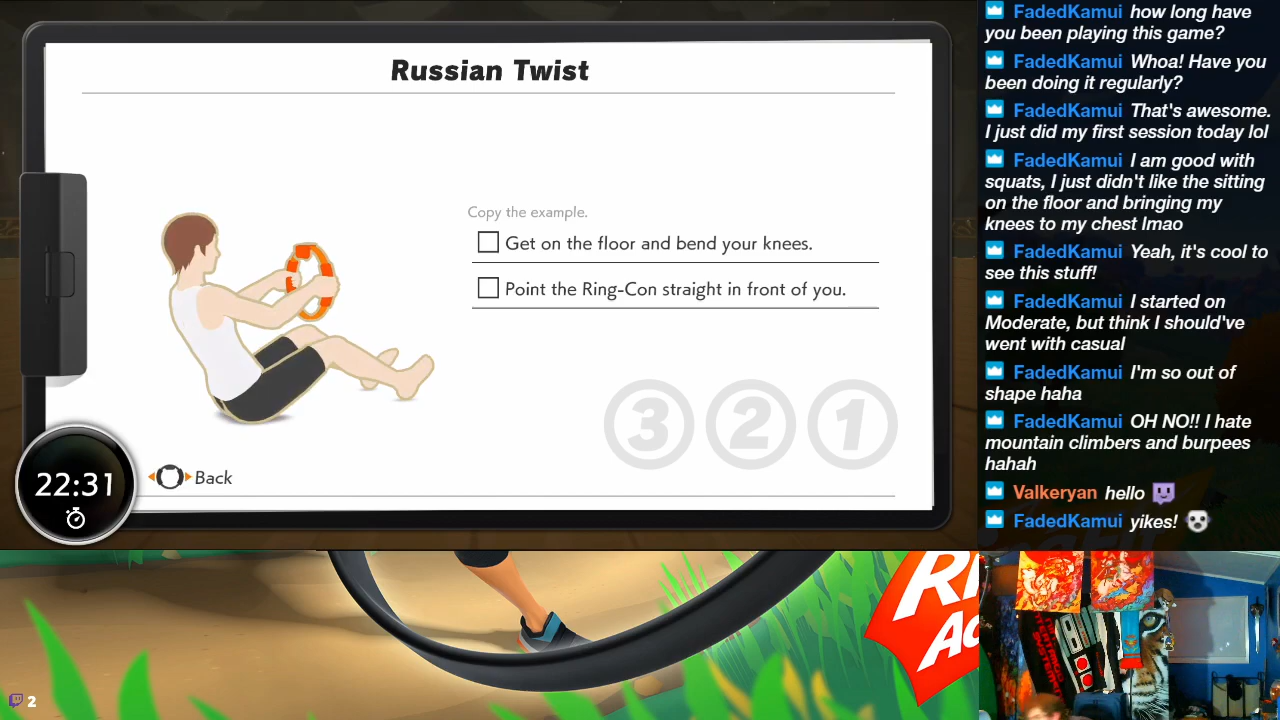 Russian Twist
Copy the example.
Get on the floor and bend your knees.
Point the Ring-Con straight in front of you.
3 2 1
Back
22:31
2
FadedKamui how long have
you been playing this game?
FadedKamui Whoa! Have you
been doing it regularly?
FadedKamui That's awesome.
I just did my first session today lol
FadedKamui I am good with
squats, I just didn't like the sitting
on the floor and bringing my
knees to my chest lmao
FadedKamui Yeah, it's cool to
see this stuff!
FadedKamui I started on
Moderate, but think I should've
went with casual
FadedKamui I'm so out of
shape haha
FadedKamui OH NO!! I hate
mountain climbers and burpees
hahah
Valkeryan hello
FadedKamui yikes!